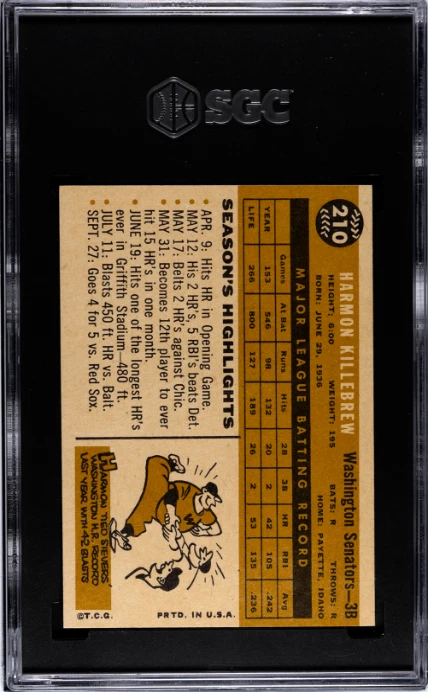 SGC
210
HARMON KILLEBREW Washington Senators—3B
HEIGHT: 6:00 WEIGHT: 195 BATS: R THROWS: R
BORN: JUNE 29, 1936 HOME: PAYETTE, IDAHO
MAJOR LEAGUE BATTING RECORD
Games At Bat Runs Hits 2B 3B HR RBI Avg
YEAR 153 546 98 132 20 2 42 105 .242
LIFE 266 800 127 189 26 2 53 135 .236
SEASON'S HIGHLIGHTS
• APR. 9: Hits HR in Opening Game.
• MAY 12: His 2 HR's, 5 RBI's beats Det.
• MAY 17: Belts 2 HR's against Chic.
• MAY 31: Becomes 12th player to ever
hit 15 HR's in one month.
• JUNE 19: Hits one of the longest HR's
ever in Griffith Stadium—480 ft.
• JULY 11: Blasts 450 ft. HR vs. Balt.
• SEPT. 27: Goes 4 for 5 vs. Red Sox.
W
HARMON TIED SIEVERS'
WASHINGTON H.R. RECORD
LAST YEAR WITH 42 BLASTS
©T.C.G. PRTD. IN U.S.A.